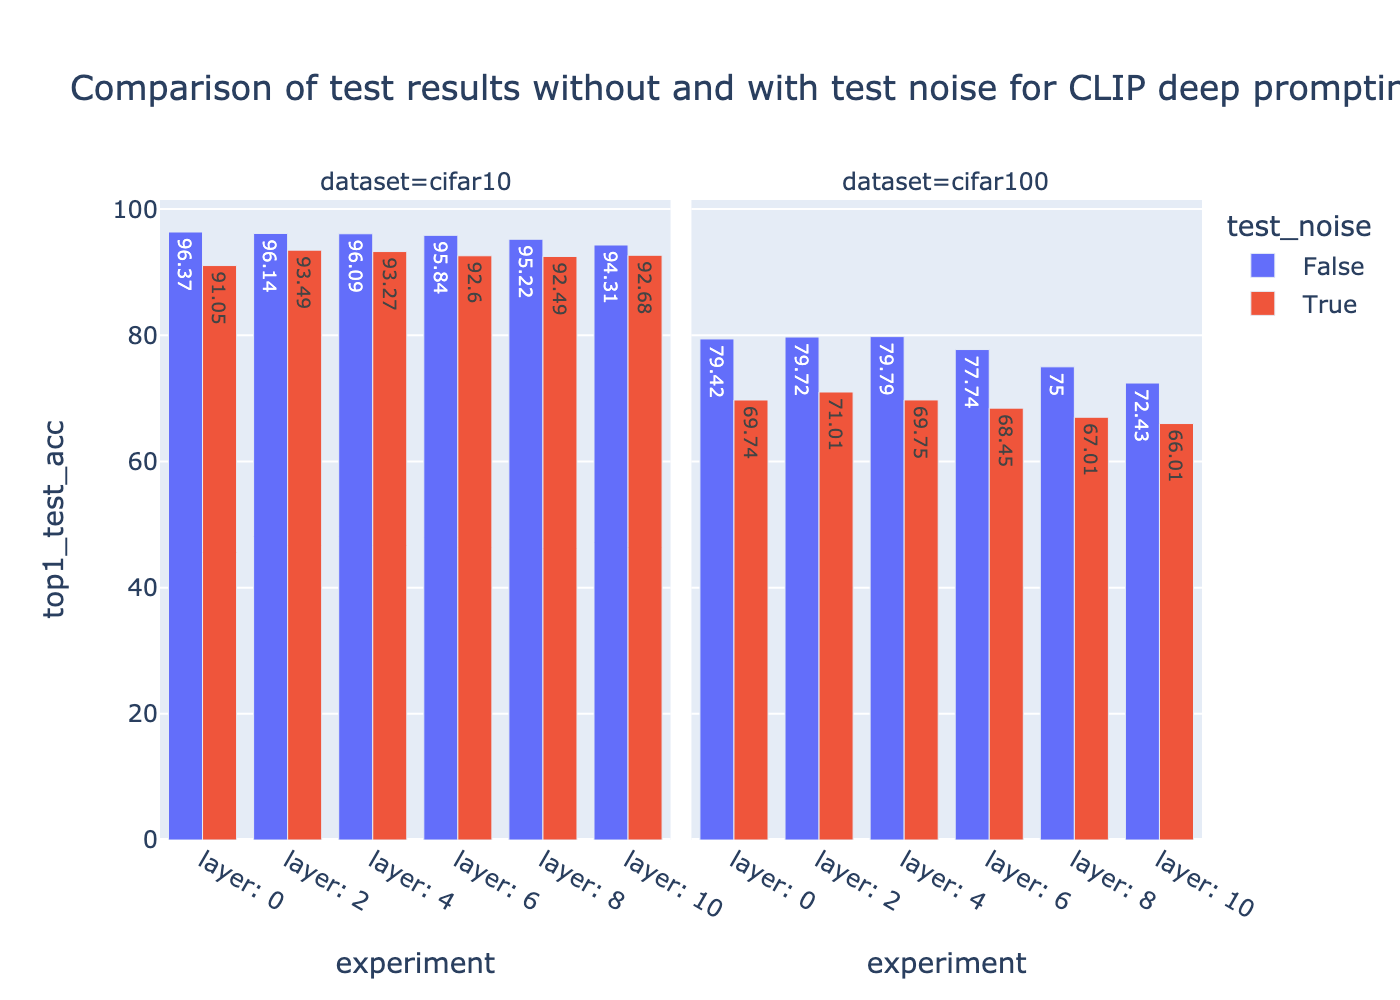 Comparison of test results without and with test noise for CLIP deep promptin
dataset=cifar10
dataset=cifar100
test_noise
False
True
top1_test_acc
100
80
60
40
20
0
96.37
91.05
96.14
93.49
96.09
93.27
95.84
92.6
95.22
92.49
94.31
92.68
79.42
69.74
79.72
71.01
79.79
69.75
77.74
68.45
75
67.01
72.43
66.01
layer: 0
layer: 2
layer: 4
layer: 6
layer: 8
layer: 10
layer: 0
layer: 2
layer: 4
layer: 6
layer: 8
layer: 10
experiment
experiment